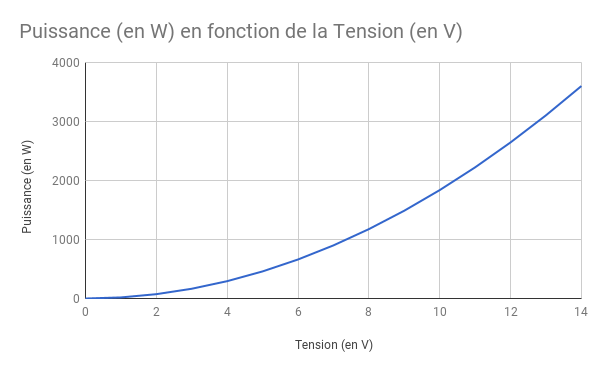 Puissance (en W) en fonction de la Tension (en V)
4000
3000
2000
1000
0
Puissance (en W)
0 2 4 6 8 10 12 14
Tension (en V)